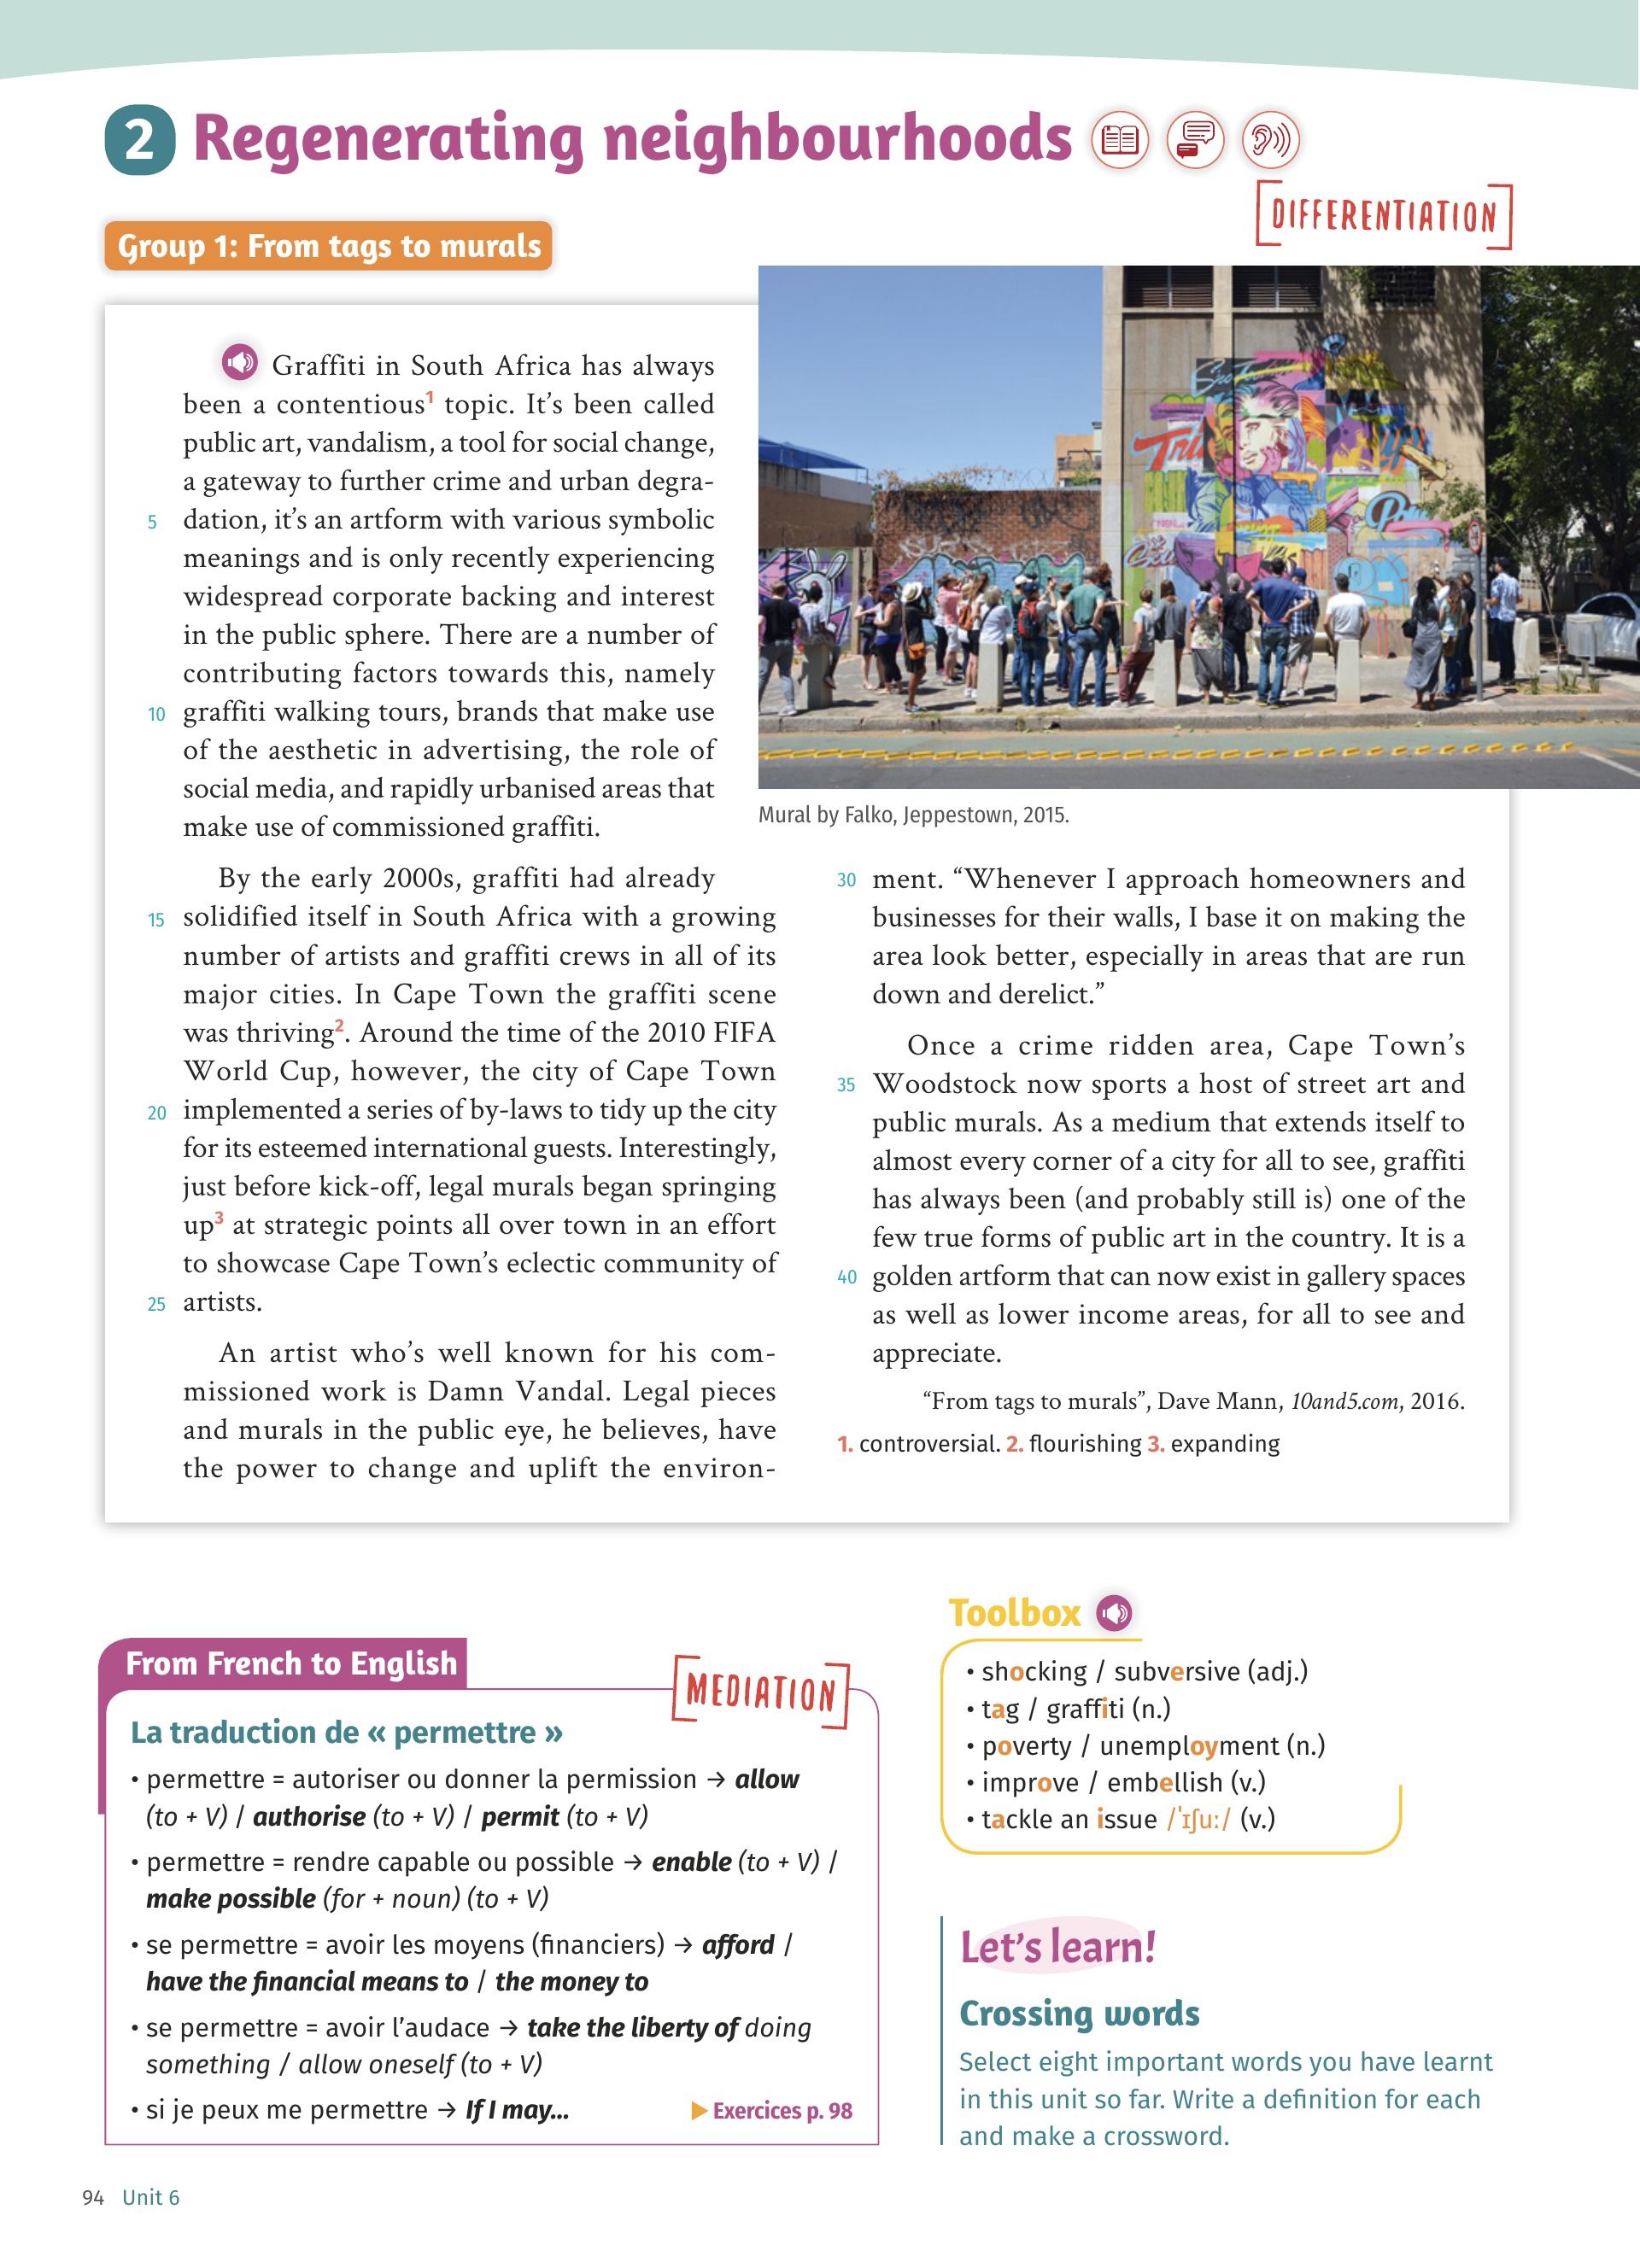 2 Regenerating neighbourhoods
DIFFERENTIATION
Group 1: From tags to murals
Graffiti in South Africa has always
been a contentious1 topic. It's been called
public art, vandalism, a tool for social change,
a gateway to further crime and urban degra-
5 dation, it's an artform with various symbolic
meanings and is only recently experiencing
widespread corporate backing and interest
in the public sphere. There are a number of
contributing factors towards this, namely
10 graffiti walking tours, brands that make use
of the aesthetic in advertising, the role of
social media, and rapidly urbanised areas that
make use of commissioned graffiti.
By the early 2000s, graffiti had already
15 solidified itself in South Africa with a growing
number of artists and graffiti crews in all of its
major cities. In Cape Town the graffiti scene
was thriving2. Around the time of the 2010 FIFA
World Cup, however, the city of Cape Town
20 implemented a series of by-laws to tidy up the city
for its esteemed international guests. Interestingly,
just before kick-off, legal murals began springing
up3 at strategic points all over town in an effort
to showcase Cape Town's eclectic community of
25 artists.
An artist who's well known for his com-
missioned work is Damn Vandal. Legal pieces
and murals in the public eye, he believes, have
the power to change and uplift the environ-
Mural by Falko, Jeppestown, 2015.
30 ment. “Whenever I approach homeowners and
businesses for their walls, I base it on making the
area look better, especially in areas that are run
down and derelict.”
Once a crime ridden area, Cape Town's
35 Woodstock now sports a host of street art and
public murals. As a medium that extends itself to
almost every corner of a city for all to see, graffiti
has always been (and probably still is) one of the
few true forms of public art in the country. It is a
40 golden artform that can now exist in gallery spaces
as well as lower income areas, for all to see and
appreciate.
“From tags to murals”, Dave Mann, 10and5.com, 2016.
1. controversial. 2. flourishing 3. expanding
From French to English
MEDIATION
La traduction de « permettre »
• permettre = autoriser ou donner la permission → allow
(to + V) / authorise (to + V) / permit (to + V)
• permettre = rendre capable ou possible → enable (to + V) /
make possible (for + noun) (to + V)
• se permettre = avoir les moyens (financiers) → afford /
have the financial means to / the money to
• se permettre = avoir l'audace → take the liberty of doing
something / allow oneself (to + V)
• si je peux me permettre → If I may...
▶ Exercices p. 98
Toolbox
• shocking / subversive (adj.)
• tag / graffiti (n.)
• poverty / unemployment (n.)
• improve / embellish (v.)
• tackle an issue /ˈɪʃuː/ (v.)
Let's learn!
Crossing words
Select eight important words you have learnt
in this unit so far. Write a definition for each
and make a crossword.
94 Unit 6